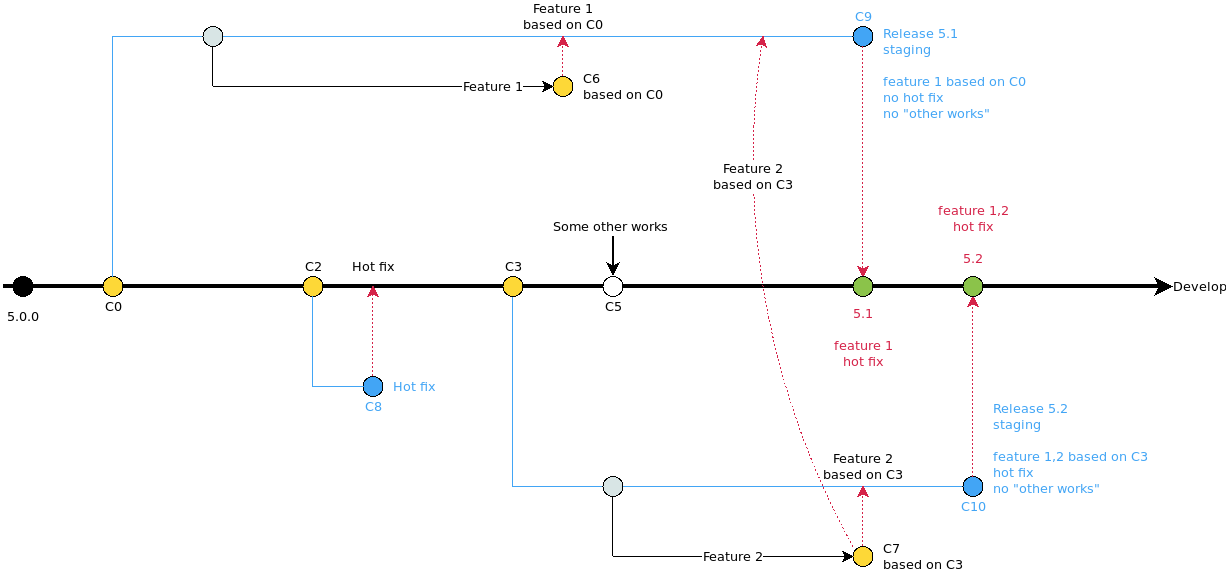 Feature 1
based on C0
C9
Release 5.1
staging
feature 1 based on C0
no hot fix
no "other works"
Feature 1
C6
based on C0
Feature 2
based on C3
feature 1,2
hot fix
5.2
Some other works
C2
Hot fix
C3
Develop
5.0.0
C0
C5
5.1
feature 1
hot fix
Hot fix
C8
Release 5.2
staging
feature 1,2 based on C3
hot fix
no "other works"
Feature 2
based on C3
C10
Feature 2
C7
based on C3